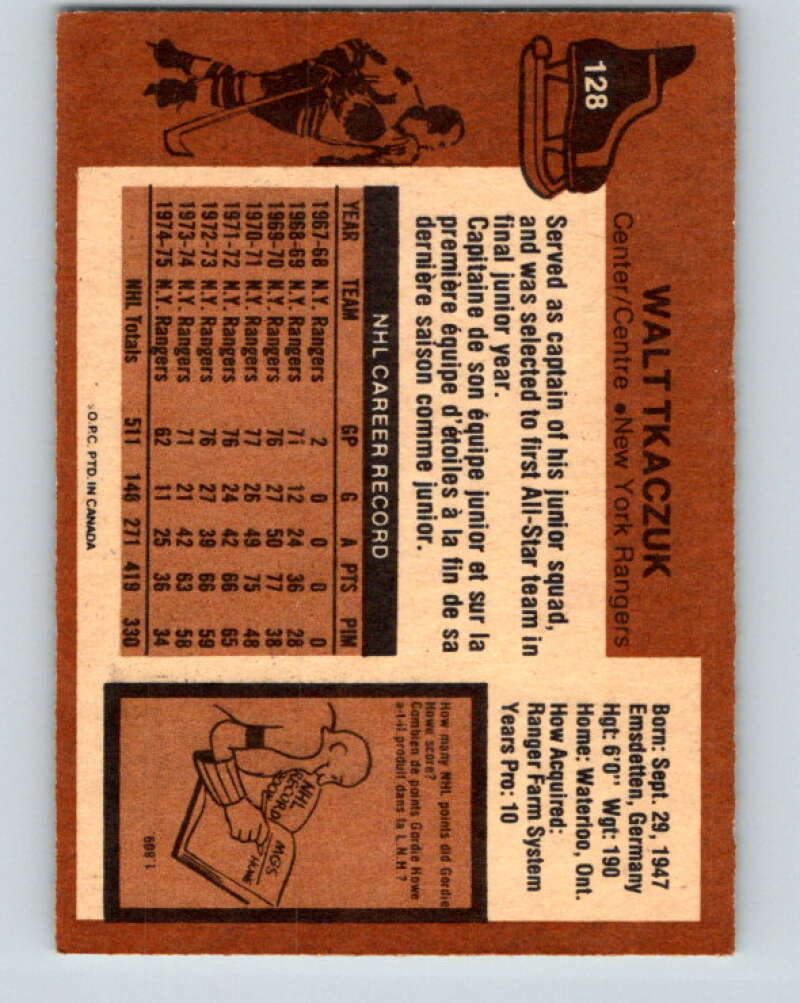 128
WALT TKACZUK
Center/Centre • New York Rangers
Served as captain of his junior squad,
and was selected to first All-Star team in
final junior year.
Capitaine de son équipe junior et sur la
première équipe d'étoiles à la fin de sa
dernière saison comme junior.
NHL CAREER RECORD
YEAR TEAM GP G A PTS PIM
1967-68 N.Y. Rangers 2 0 0 0 0
1968-69 N.Y. Rangers 71 12 24 36 28
1969-70 N.Y. Rangers 76 27 50 77 38
1970-71 N.Y. Rangers 77 26 49 75 48
1971-72 N.Y. Rangers 76 24 42 66 65
1972-73 N.Y. Rangers 76 27 39 66 59
1973-74 N.Y. Rangers 71 21 42 63 58
1974-75 N.Y. Rangers 62 11 25 36 34
NHL Totals 511 148 271 419 330
O.P.C. PTD. IN CANADA
Born: Sept. 29, 1947
Emsdetten, Germany
Hgt: 6'0" Wgt: 190
Home: Waterloo, Ont.
How Acquired:
Ranger Farm System
Years Pro: 10
How many NHL points did Gordie
Howe score?
Combien de points Gordie Howe
a-t-il produit dans la L.N.H.?
NHL
RECORD
BOOK
1,809.